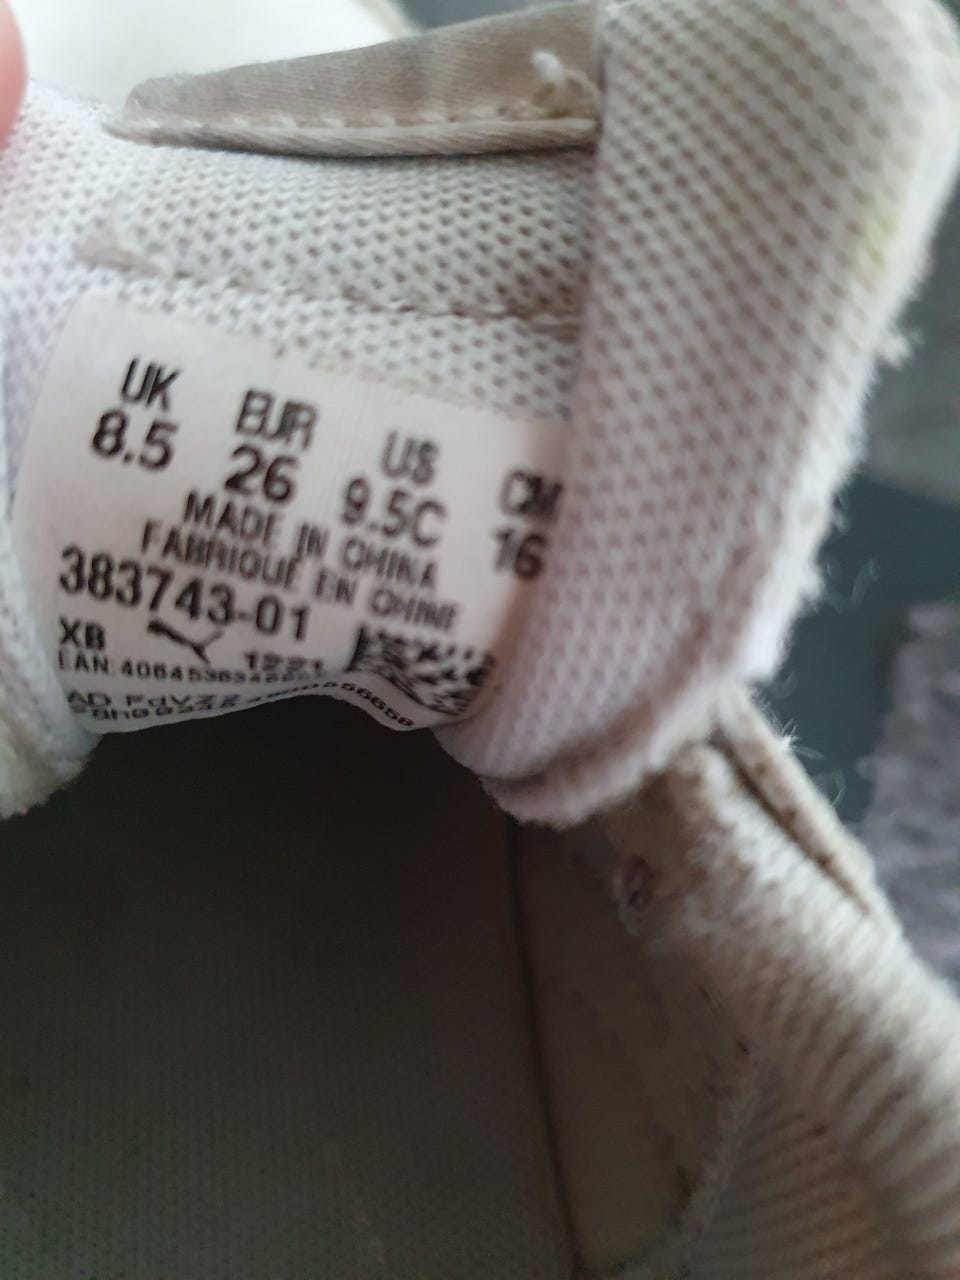 UK EUR US CM
8.5 26 9.5C 16
MADE IN CHINA
FABRIQUE EN CHINE
383743-01
XB 1221